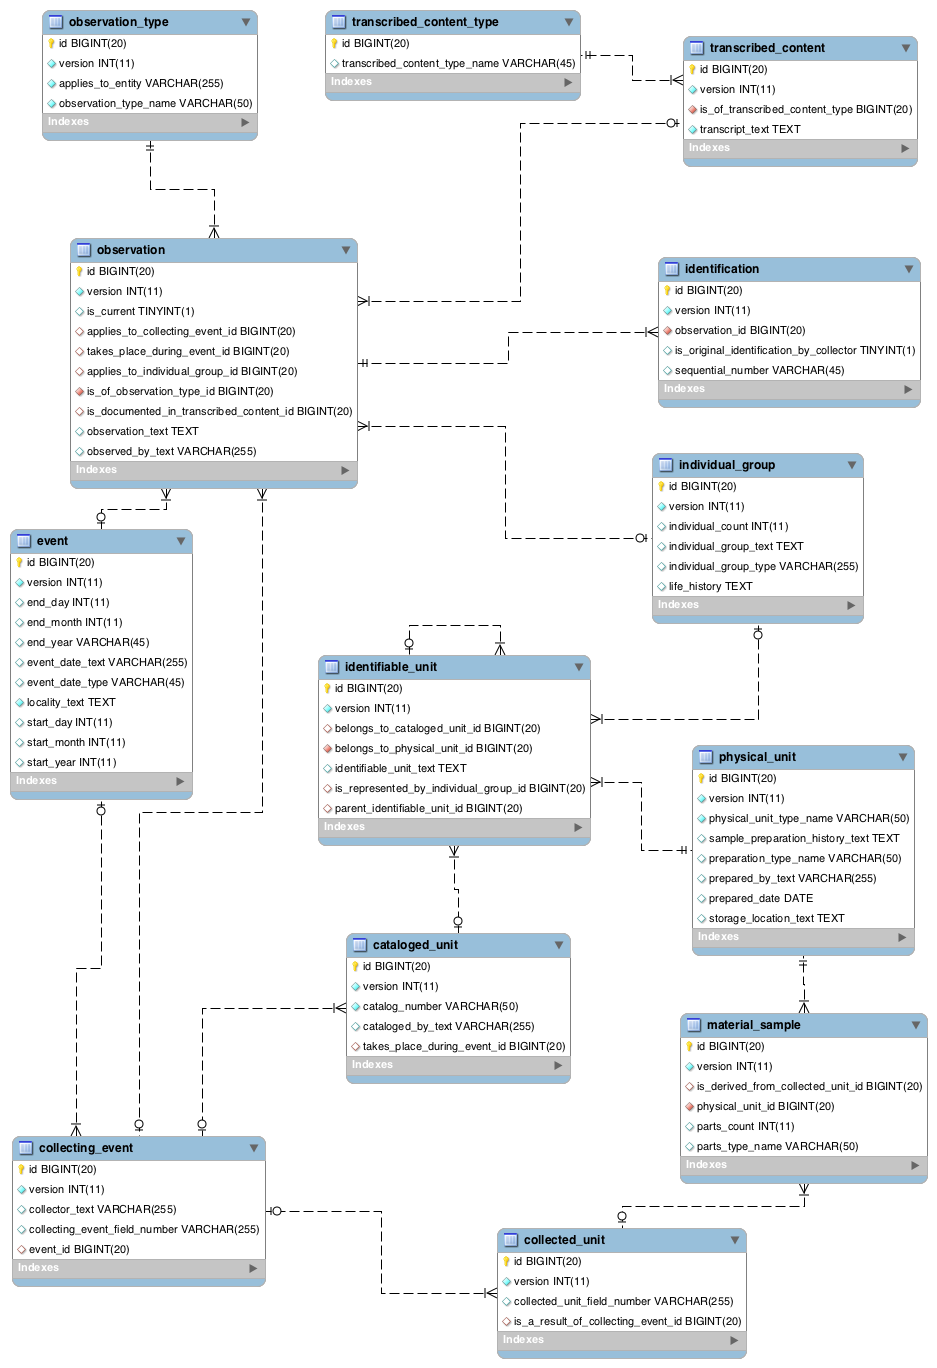 observation_type
id BIGINT(20)
version INT(11)
applies_to_entity VARCHAR(255)
observation_type_name VARCHAR(50)
Indexes
transcribed_content_type
id BIGINT(20)
transcribed_content_type_name VARCHAR(45)
Indexes
transcribed_content
id BIGINT(20)
version INT(11)
is_of_transcribed_content_type BIGINT(20)
transcript_text TEXT
Indexes
observation
id BIGINT(20)
version INT(11)
is_current TINYINT(1)
applies_to_collecting_event_id BIGINT(20)
takes_place_during_event_id BIGINT(20)
applies_to_individual_group_id BIGINT(20)
is_of_observation_type_id BIGINT(20)
is_documented_in_transcribed_content_id BIGINT(20)
observation_text TEXT
observed_by_text VARCHAR(255)
Indexes
identification
id BIGINT(20)
version INT(11)
observation_id BIGINT(20)
is_original_identification_by_collector TINYINT(1)
sequential_number VARCHAR(45)
Indexes
individual_group
id BIGINT(20)
version INT(11)
individual_count INT(11)
individual_group_text TEXT
individual_group_type VARCHAR(255)
life_history TEXT
Indexes
event
id BIGINT(20)
version INT(11)
end_day INT(11)
end_month INT(11)
end_year VARCHAR(45)
event_date_text VARCHAR(255)
event_date_type VARCHAR(45)
locality_text TEXT
start_day INT(11)
start_month INT(11)
start_year INT(11)
Indexes
identifiable_unit
id BIGINT(20)
version INT(11)
belongs_to_cataloged_unit_id BIGINT(20)
belongs_to_physical_unit_id BIGINT(20)
identifiable_unit_text TEXT
is_represented_by_individual_group_id BIGINT(20)
parent_identifiable_unit_id BIGINT(20)
Indexes
physical_unit
id BIGINT(20)
version INT(11)
physical_unit_type_name VARCHAR(50)
sample_preparation_history_text TEXT
preparation_type_name VARCHAR(50)
prepared_by_text VARCHAR(255)
prepared_date DATE
storage_location_text TEXT
Indexes
cataloged_unit
id BIGINT(20)
version INT(11)
catalog_number VARCHAR(50)
cataloged_by_text VARCHAR(255)
takes_place_during_event_id BIGINT(20)
Indexes
material_sample
id BIGINT(20)
version INT(11)
is_derived_from_collected_unit_id BIGINT(20)
physical_unit_id BIGINT(20)
parts_count INT(11)
parts_type_name VARCHAR(50)
Indexes
collecting_event
id BIGINT(20)
version INT(11)
collector_text VARCHAR(255)
collecting_event_field_number VARCHAR(255)
event_id BIGINT(20)
Indexes
collected_unit
id BIGINT(20)
version INT(11)
collected_unit_field_number VARCHAR(255)
is_a_result_of_collecting_event_id BIGINT(20)
Indexes